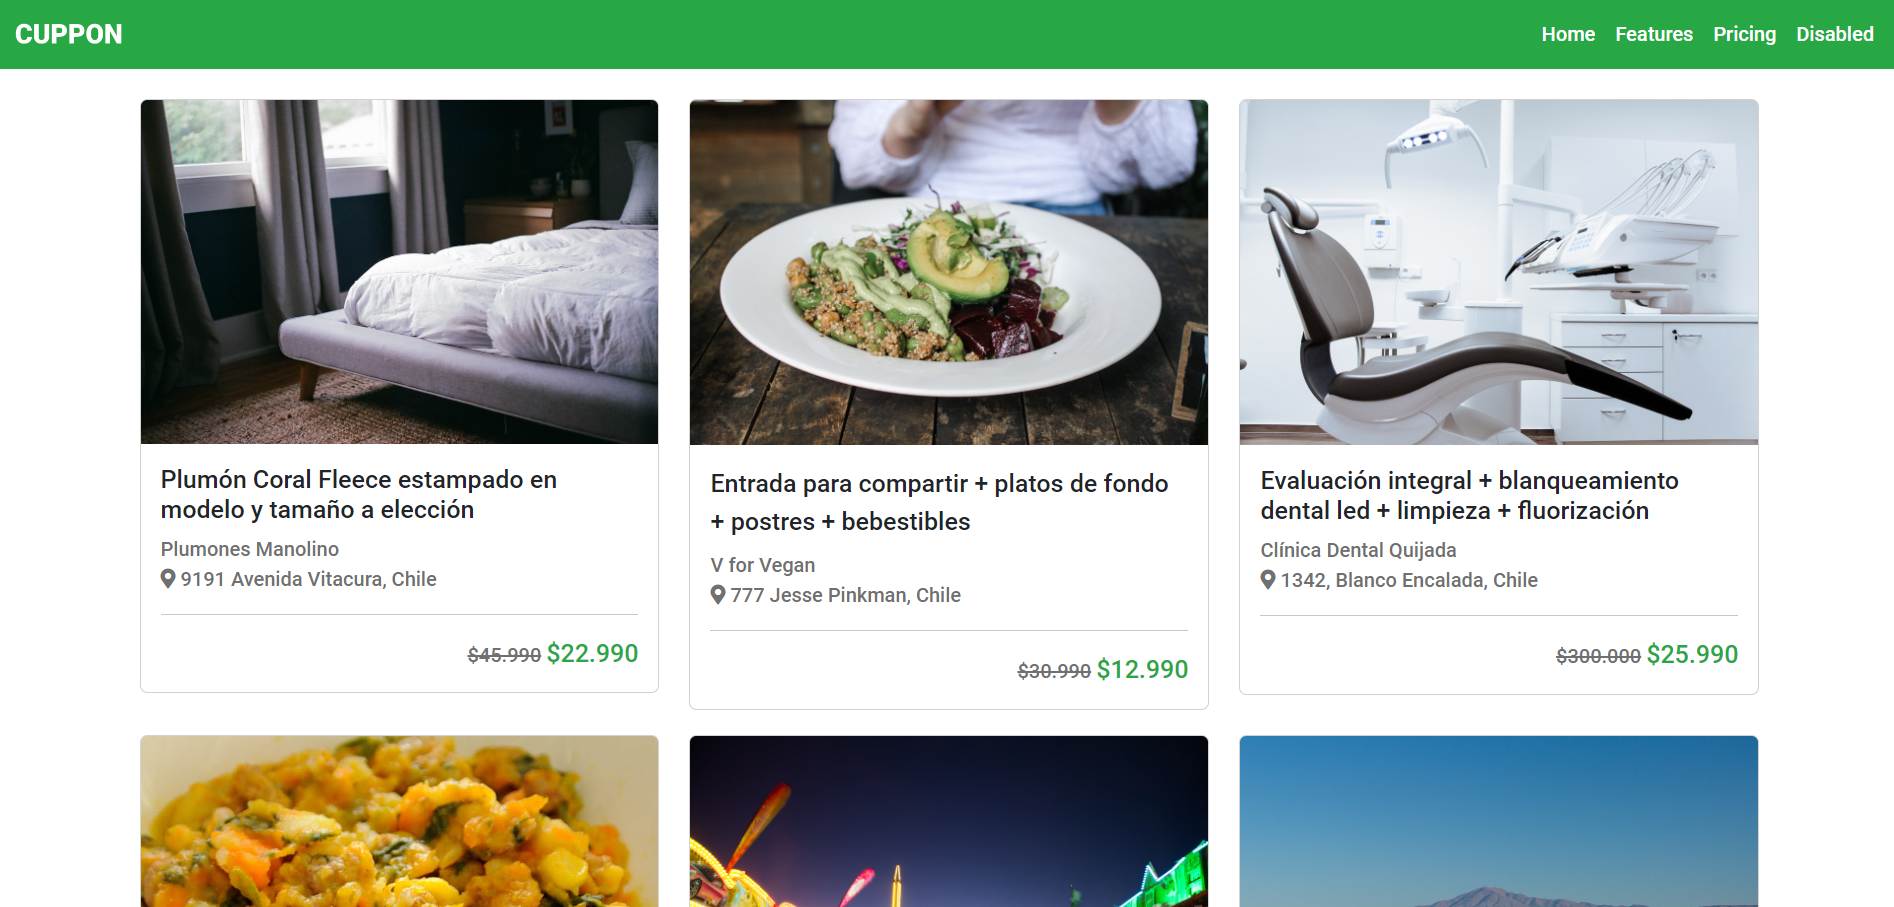 CUPPON
Home Features Pricing Disabled
Plumón Coral Fleece estampado en
modelo y tamaño a elección
Plumones Manolino
9191 Avenida Vitacura, Chile
$45.990 $22.990
Entrada para compartir + platos de fondo
+ postres + bebestibles
V for Vegan
777 Jesse Pinkman, Chile
$30.990 $12.990
Evaluación integral + blanqueamiento
dental led + limpieza + fluorización
Clínica Dental Quijada
1342, Blanco Encalada, Chile
$300.000 $25.990